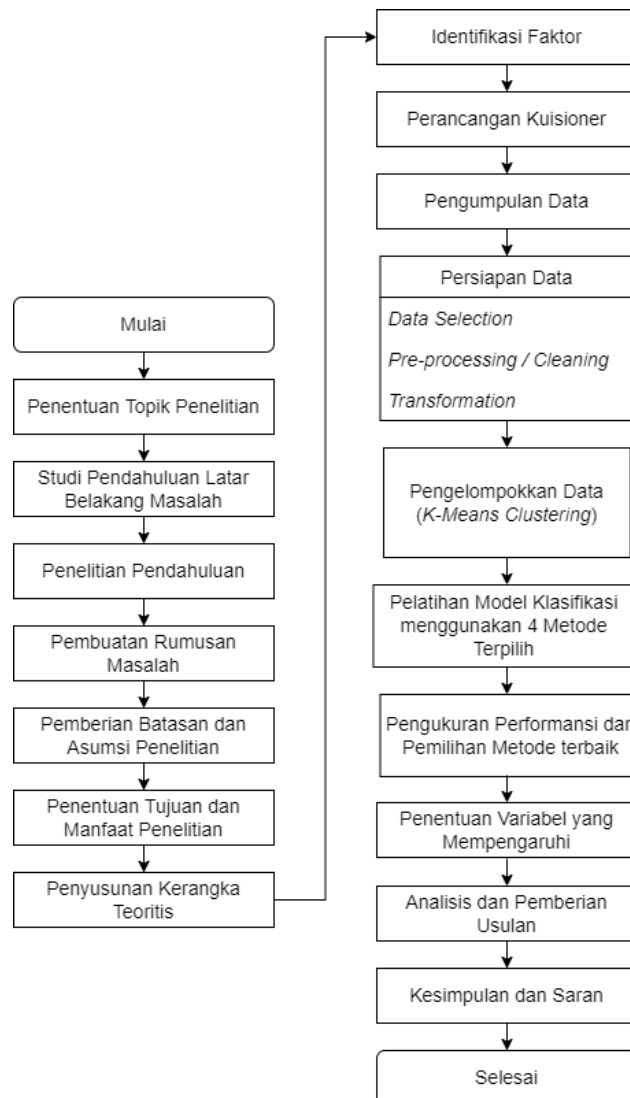 Mulai
Penentuan Topik Penelitian
Studi Pendahuluan Latar
Belakang Masalah
Penelitian Pendahuluan
Pembuatan Rumusan
Masalah
Pemberian Batasan dan
Asumsi Penelitian
Penentuan Tujuan dan
Manfaat Penelitian
Penyusunan Kerangka
Teoritis
Identifikasi Faktor
Perancangan Kuisioner
Pengumpulan Data
Persiapan Data
Data Selection
Pre-processing / Cleaning
Transformation
Pengelompokkan Data
(K-Means Clustering)
Pelatihan Model Klasifikasi
menggunakan 4 Metode
Terpilih
Pengukuran Performansi dan
Pemilihan Metode terbaik
Penentuan Variabel yang
Mempengaruhi
Analisis dan Pemberian
Usulan
Kesimpulan dan Saran
Selesai